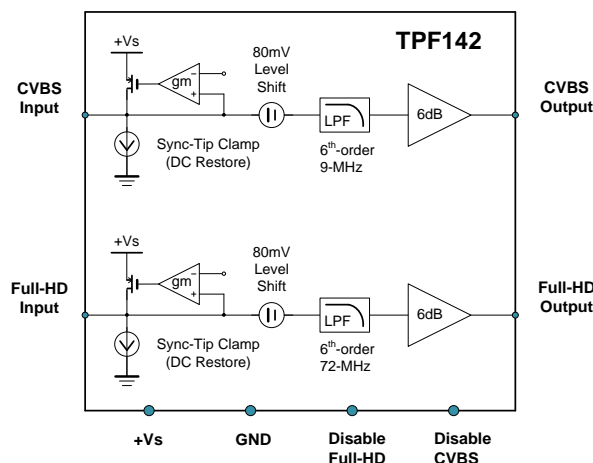 TPF142
+Vs
80mV
Level
Shift
gm
−
+
CVBS
Input
CVBS
Output
LPF
6dB
Sync-Tip Clamp
(DC Restore)
6th-order
9-MHz
+Vs
80mV
Level
Shift
gm
−
+
Full-HD
Input
Full-HD
Output
LPF
6dB
Sync-Tip Clamp
(DC Restore)
6th-order
72-MHz
+Vs
GND
Disable
Full-HD
Disable
CVBS